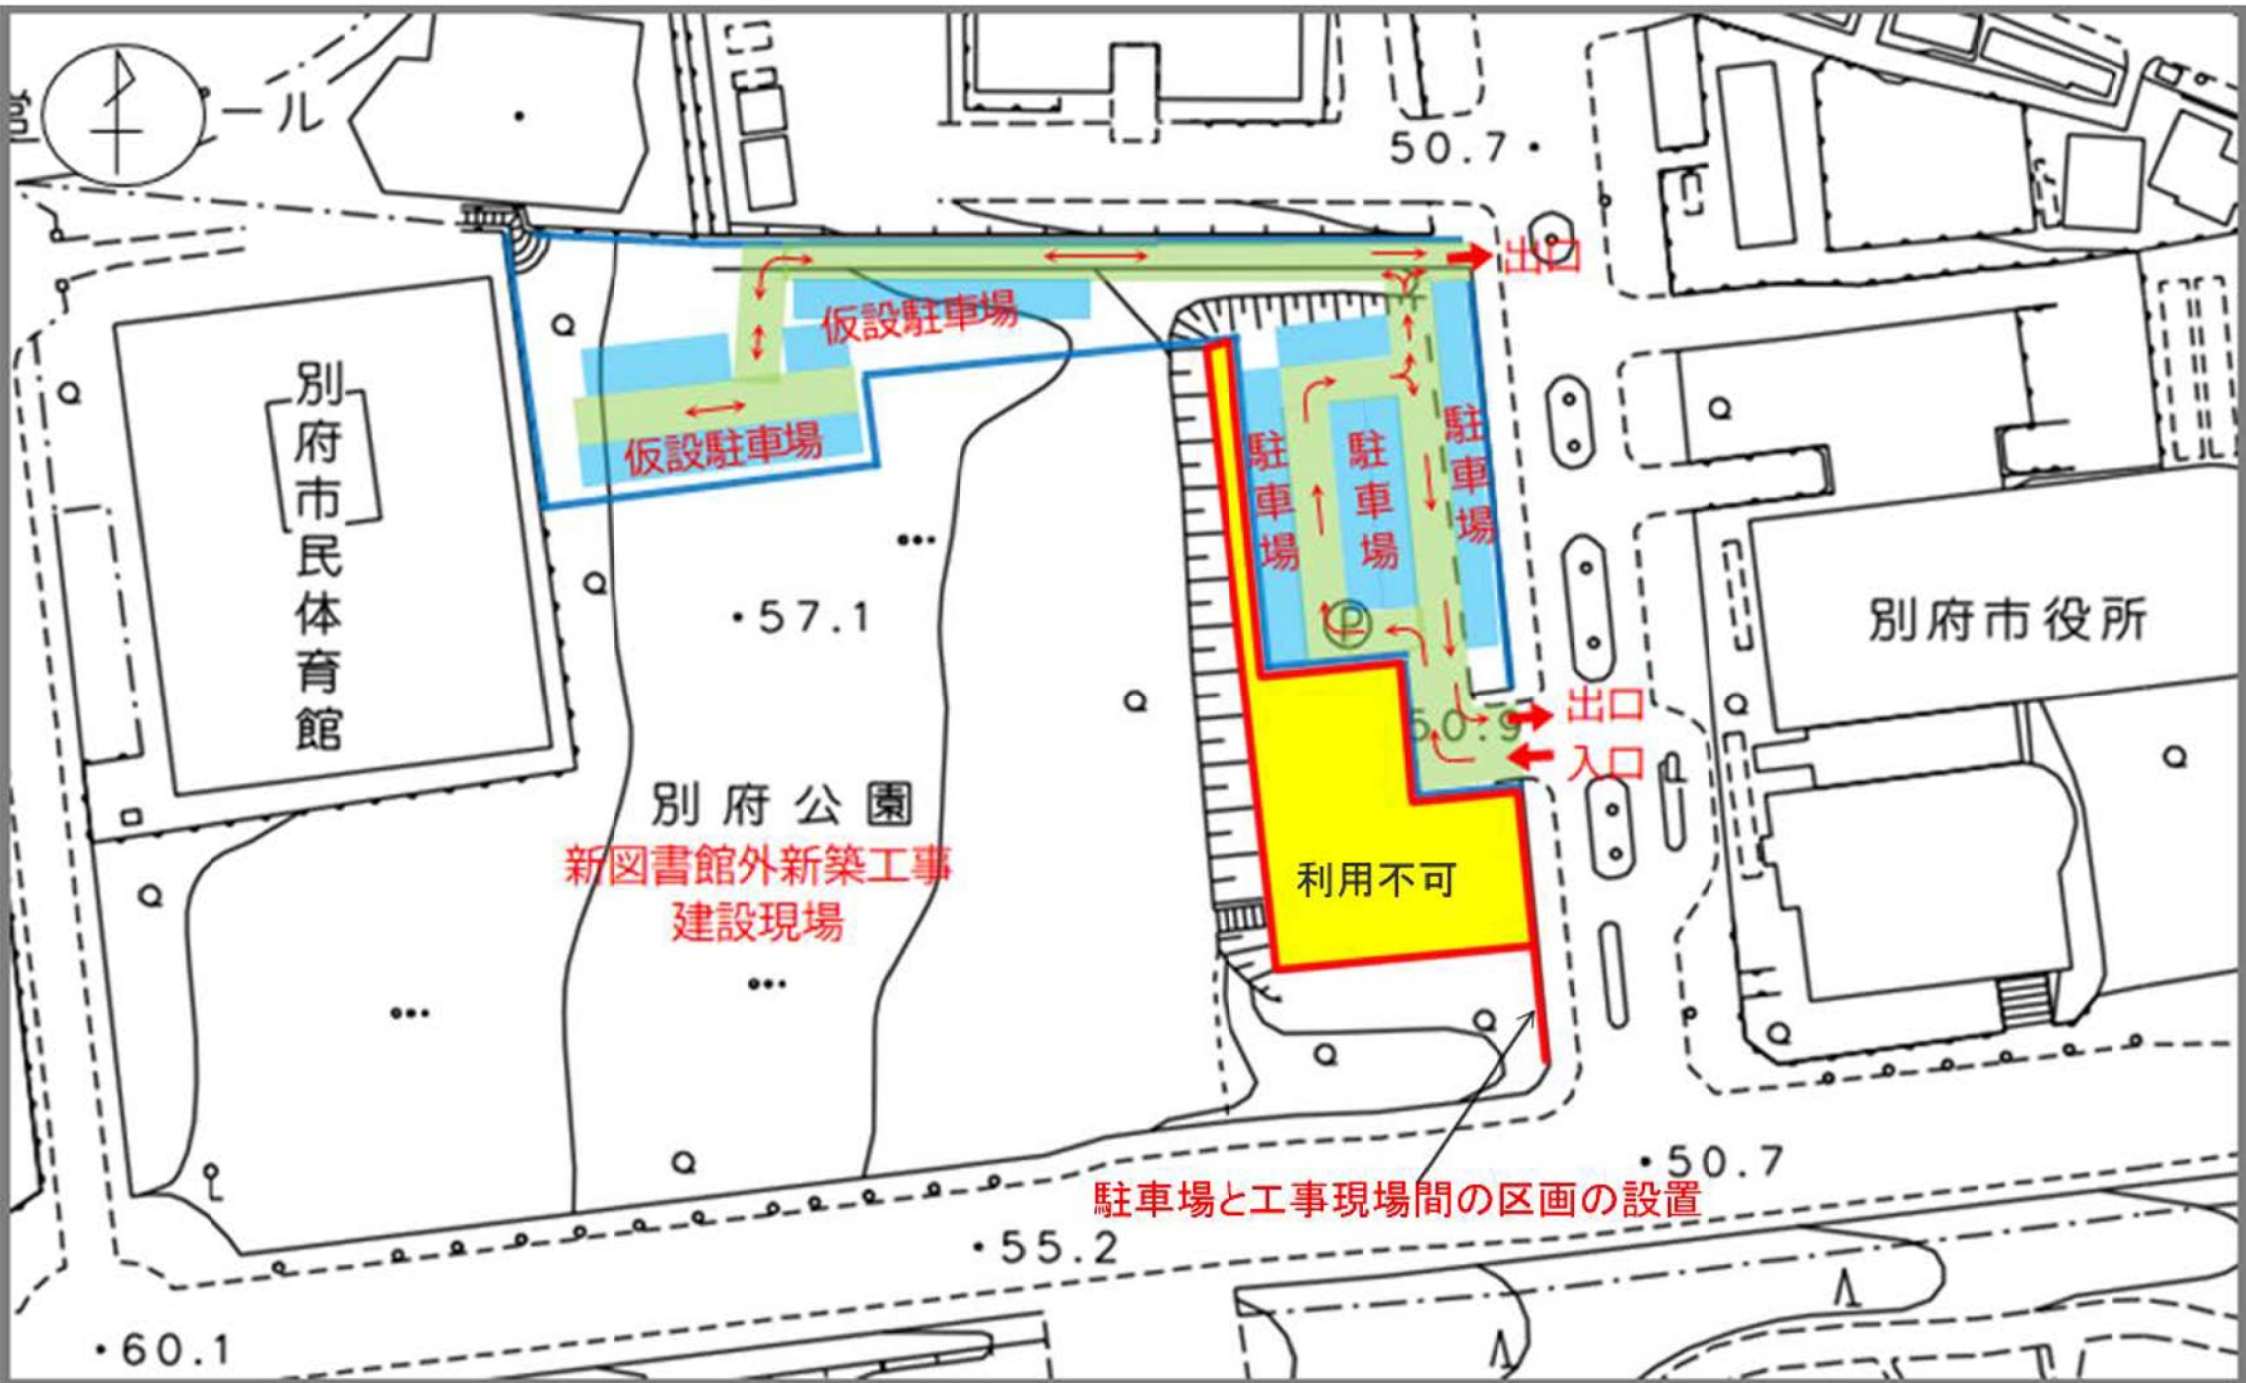 ール
50.7
出口
仮設駐車場
仮設駐車場
駐車場
駐車場
駐車場
別府市民体育館
57.1
P
別府市役所
出口
50.9
入口
別府公園
新図書館外新築工事
建設現場
利用不可
50.7
駐車場と工事現場間の区画の設置
55.2
60.1